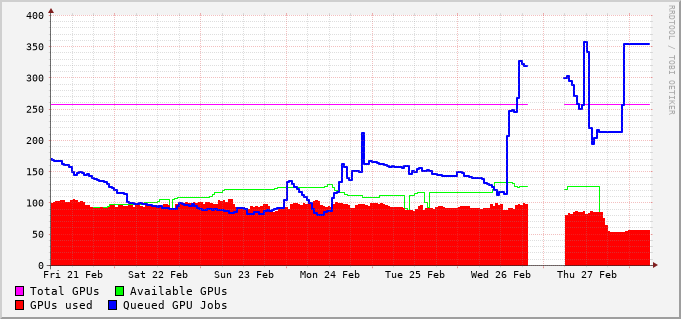 RRDTOOL / TOBI OETIKER
400
350
300
250
200
150
100
50
0
Fri 21 Feb Sat 22 Feb Sun 23 Feb Mon 24 Feb Tue 25 Feb Wed 26 Feb Thu 27 Feb
Total GPUs Available GPUs
GPUs used Queued GPU Jobs